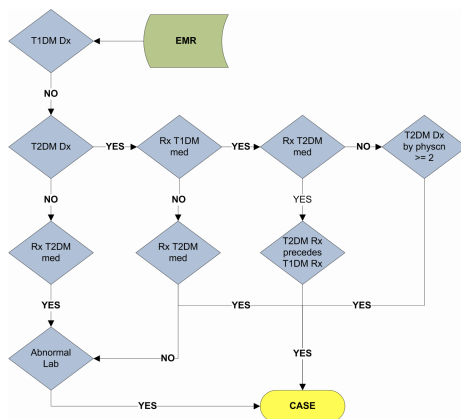 T1DM Dx
EMR
NO
T2DM Dx
YES
Rx T1DM
med
YES
Rx T2DM
med
NO
T2DM Dx
by physcn
>= 2
NO
NO
YES
Rx T2DM
med
Rx T2DM
med
T2DM Rx
precedes
T1DM Rx
YES
YES
YES
Abnormal
Lab
NO
YES
YES
CASE